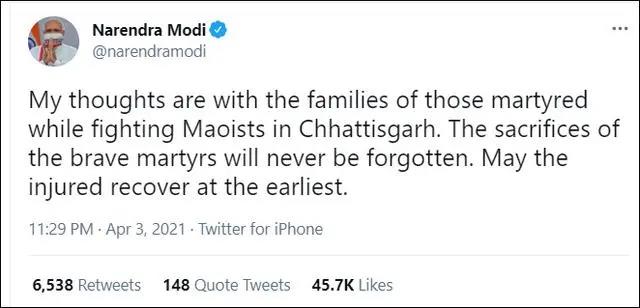 Narendra Modi
@narendramodi
My thoughts are with the families of those martyred
while fighting Maoists in Chhattisgarh. The sacrifices of
the brave martyrs will never be forgotten. May the
injured recover at the earliest.
11:29 PM · Apr 3, 2021 · Twitter for iPhone
6,538 Retweets 148 Quote Tweets 45.7K Likes